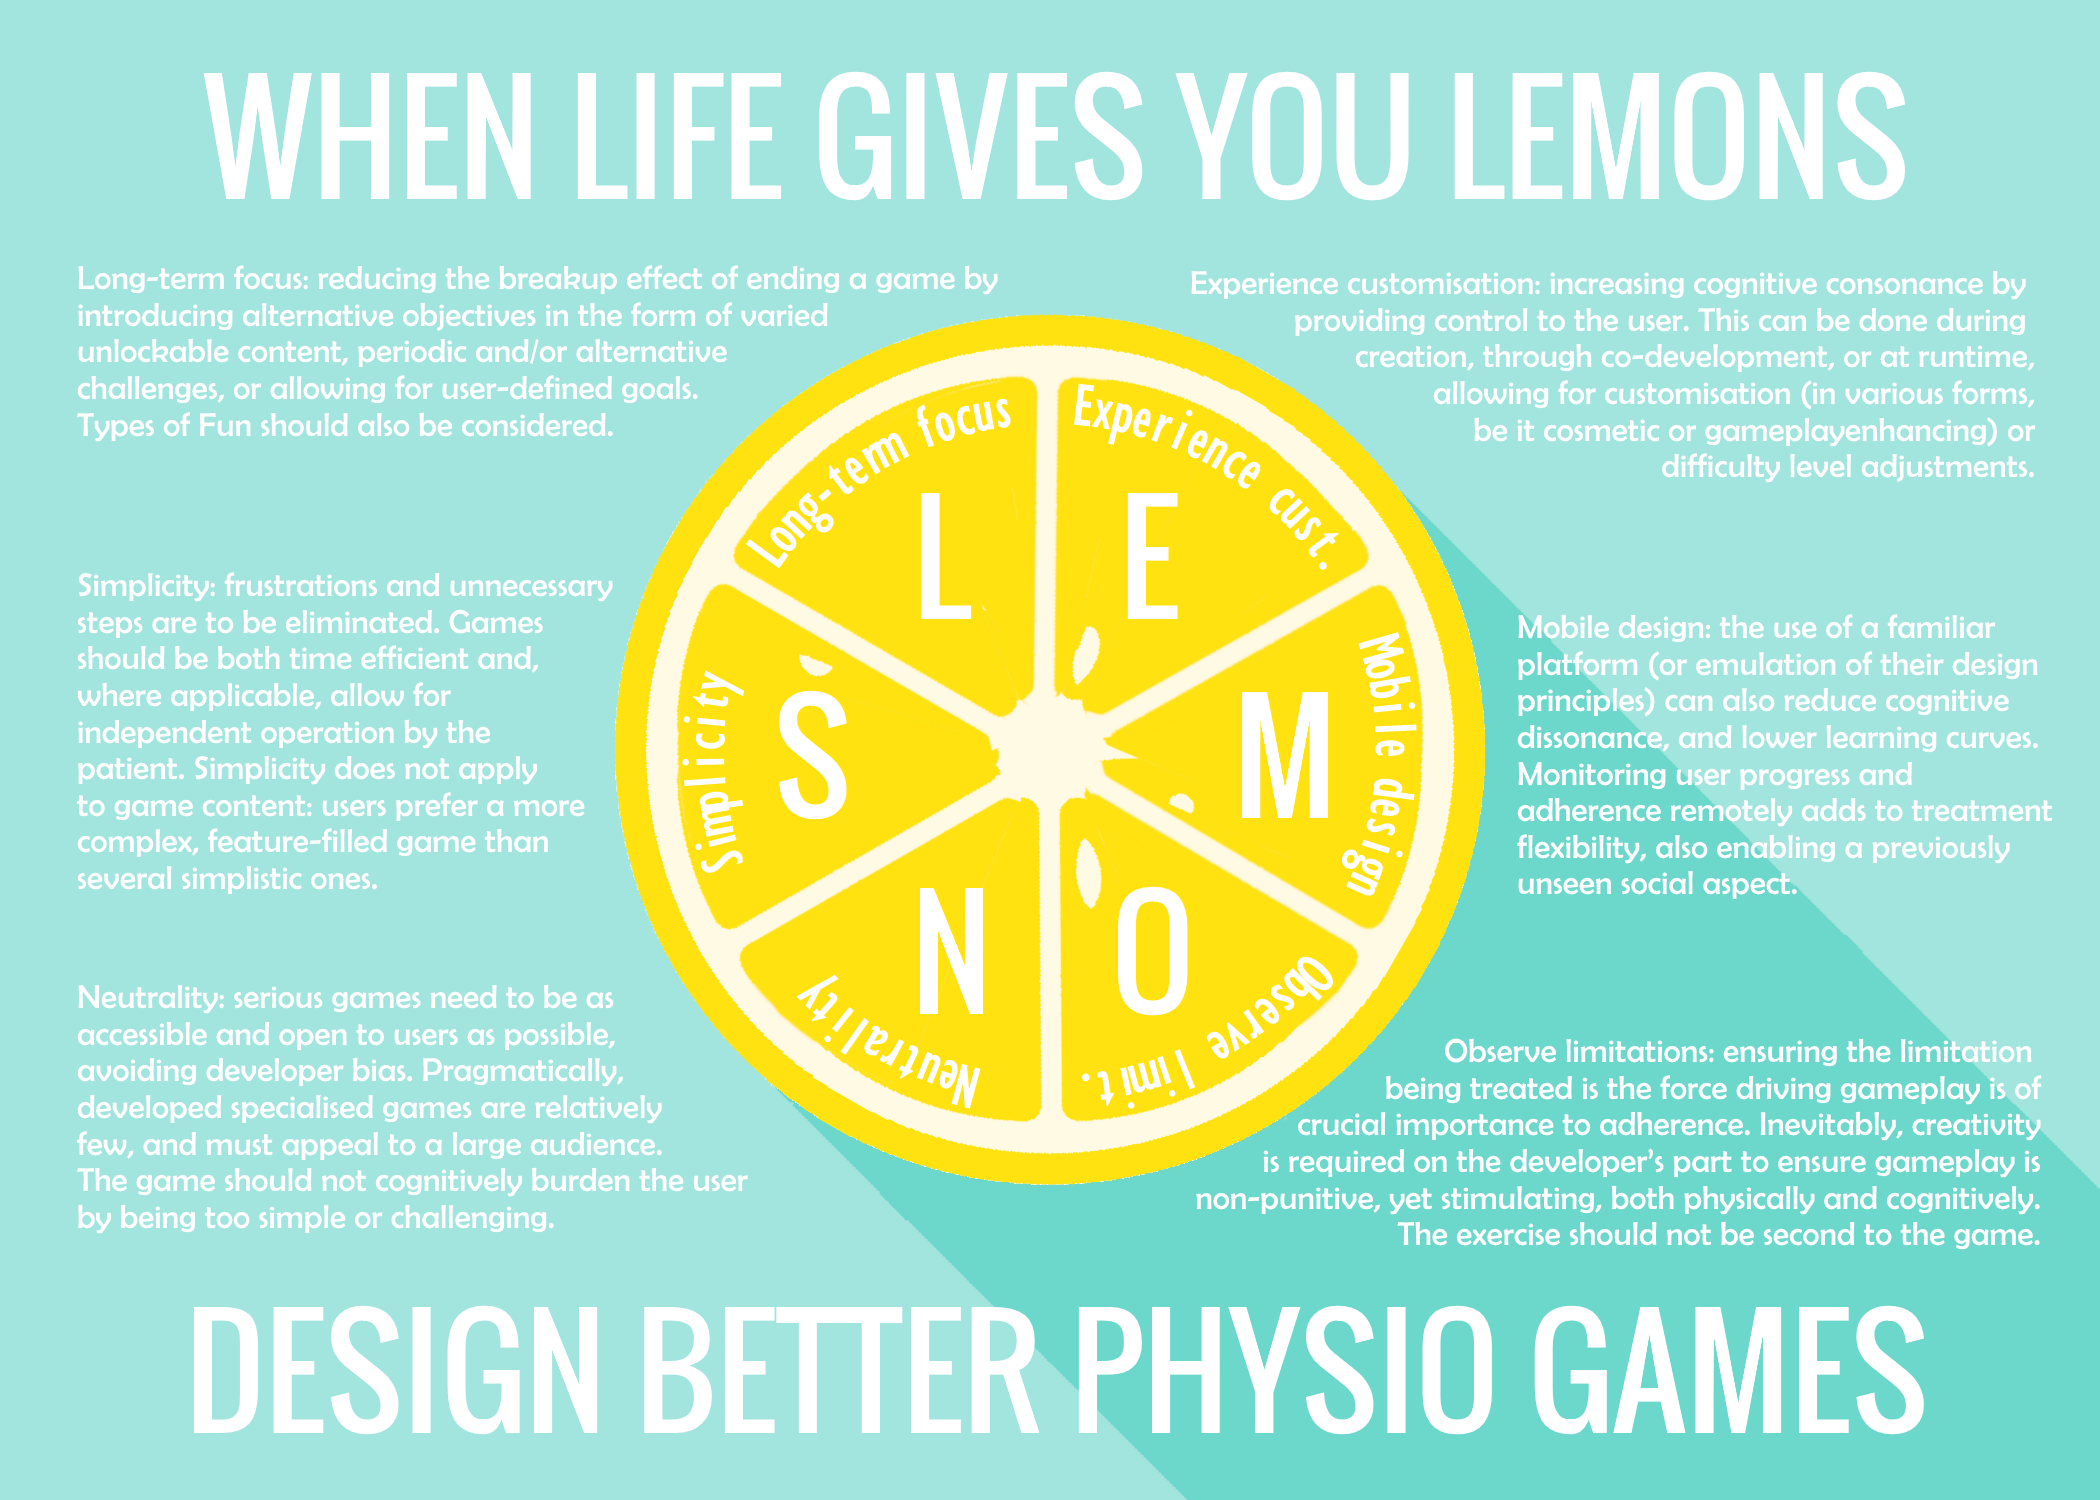 WHEN LIFE GIVES YOU LEMONS
Long-term focus: reducing the breakup effect of ending a game by
introducing alternative objectives in the form of varied
unlockable content, periodic and/or alternative
challenges, or allowing for user-defined goals.
Types of Fun should also be considered.
Experience customisation: increasing cognitive consonance by
providing control to the user. This can be done during
creation, through co-development, or at runtime,
allowing for customisation (in various forms,
be it cosmetic or gameplayenhancing) or
difficulty level adjustments.
Simplicity: frustrations and unnecessary
steps are to be eliminated. Games
should be both time efficient and,
where applicable, allow for
independent operation by the
patient. Simplicity does not apply
to game content: users prefer a more
complex, feature-filled game than
several simplistic ones.
Mobile design: the use of a familiar
platform (or emulation of their design
principles) can also reduce cognitive
dissonance, and lower learning curves.
Monitoring user progress and
adherence remotely adds to treatment
flexibility, also enabling a previously
unseen social aspect.
Neutrality: serious games need to be as
accessible and open to users as possible,
avoiding developer bias. Pragmatically,
developed specialised games are relatively
few, and must appeal to a large audience.
The game should not cognitively burden the user
by being too simple or challenging.
Observe limitations: ensuring the limitation
being treated is the force driving gameplay is of
crucial importance to adherence. Inevitably, creativity
is required on the developer's part to ensure gameplay is
non-punitive, yet stimulating, both physically and cognitively.
The exercise should not be second to the game.
Long-term focus
L
Experience cust.
E
Mobile design
M
Observe limit.
O
Neutrality
N
Simplicity
S
DESIGN BETTER PHYSIO GAMES